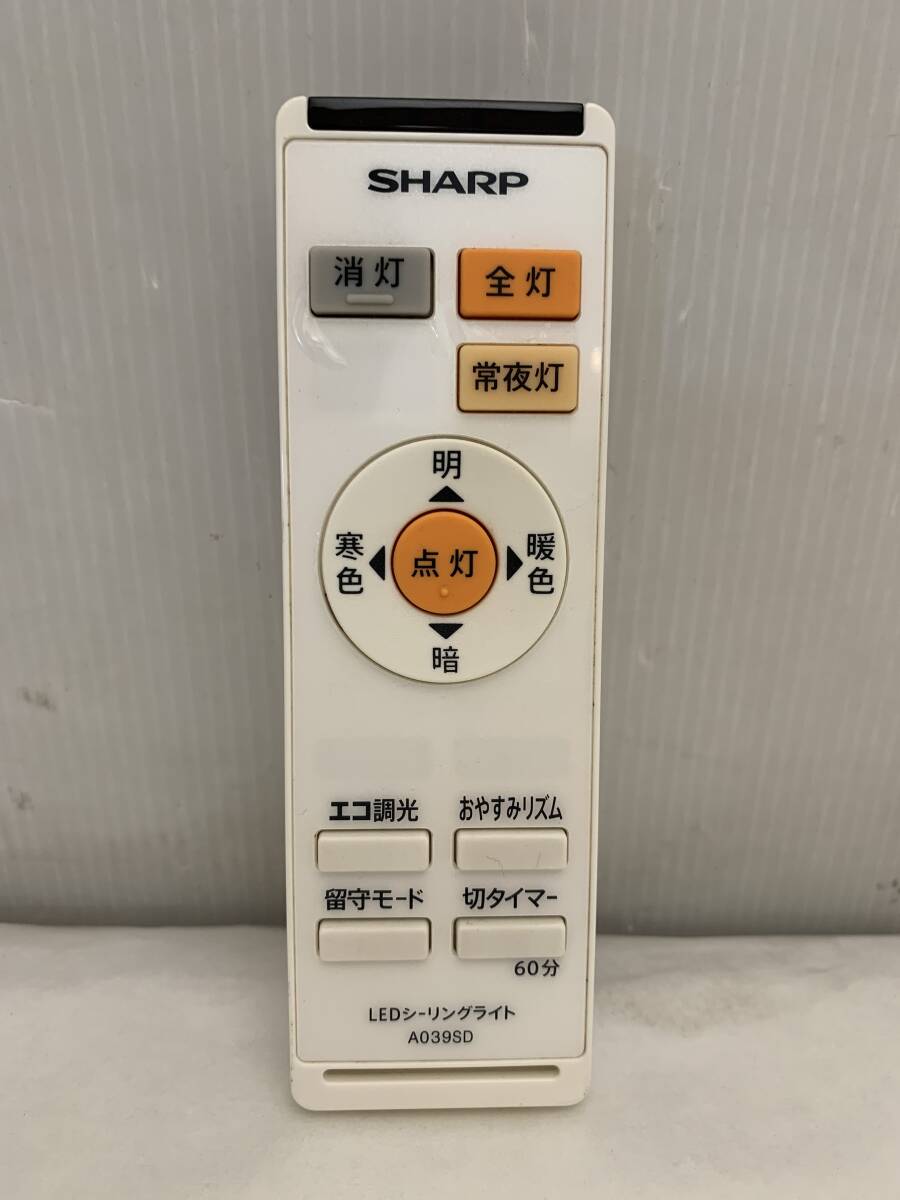 SHARP
消灯
全灯
常夜灯
明
寒色
点灯
暖色
暗
エコ調光
おやすみリズム
留守モード
切タイマー
60分
LEDシーリングライト
A039SD